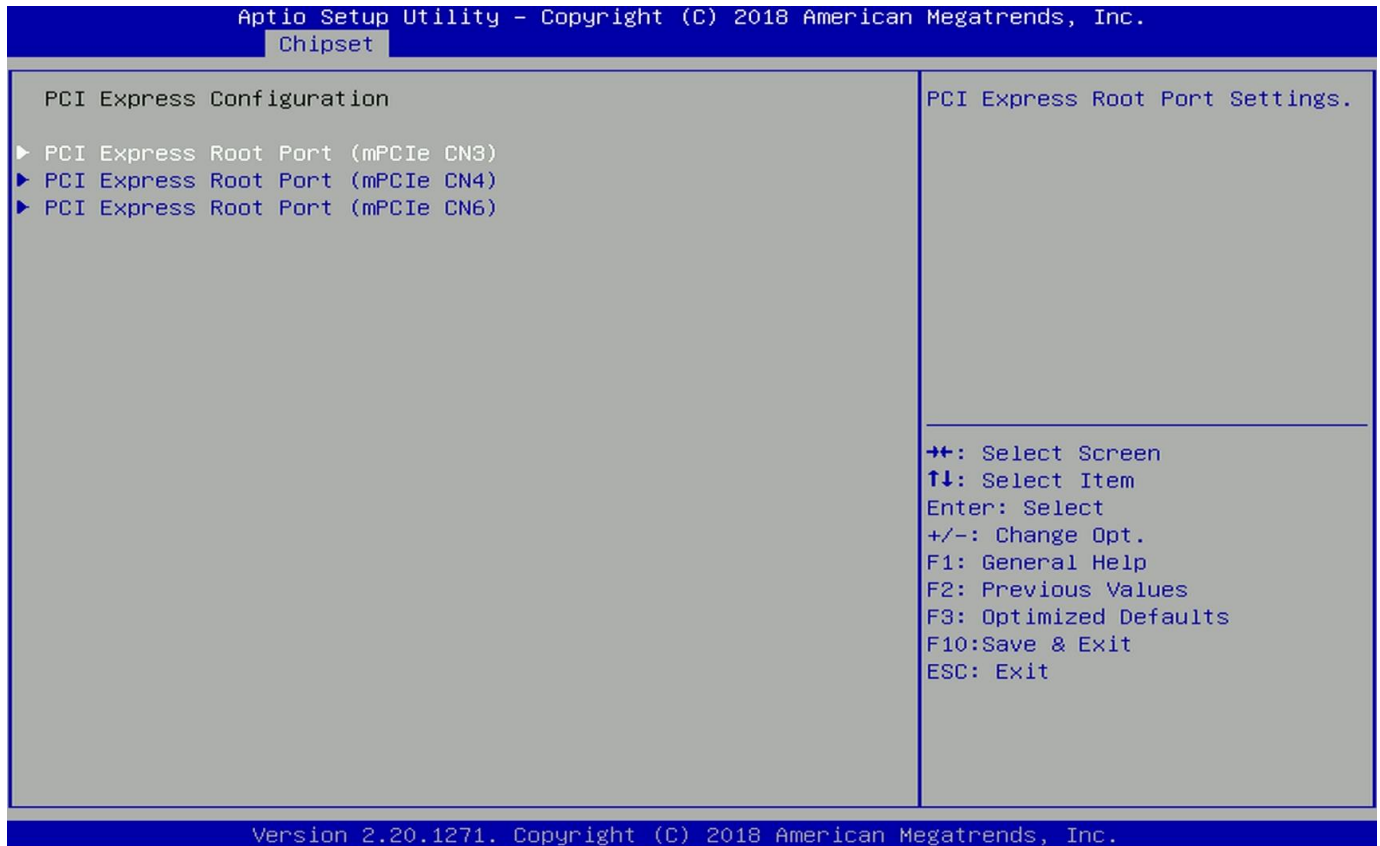 Aptio Setup Utility – Copyright (C) 2018 American Megatrends, Inc.
Chipset
PCI Express Configuration
▶ PCI Express Root Port (mPCIe CN3)
▶ PCI Express Root Port (mPCIe CN4)
▶ PCI Express Root Port (mPCIe CN6)
PCI Express Root Port Settings.
→←: Select Screen
↑↓: Select Item
Enter: Select
+/-: Change Opt.
F1: General Help
F2: Previous Values
F3: Optimized Defaults
F10:Save & Exit
ESC: Exit
Version 2.20.1271. Copyright (C) 2018 American Megatrends, Inc.